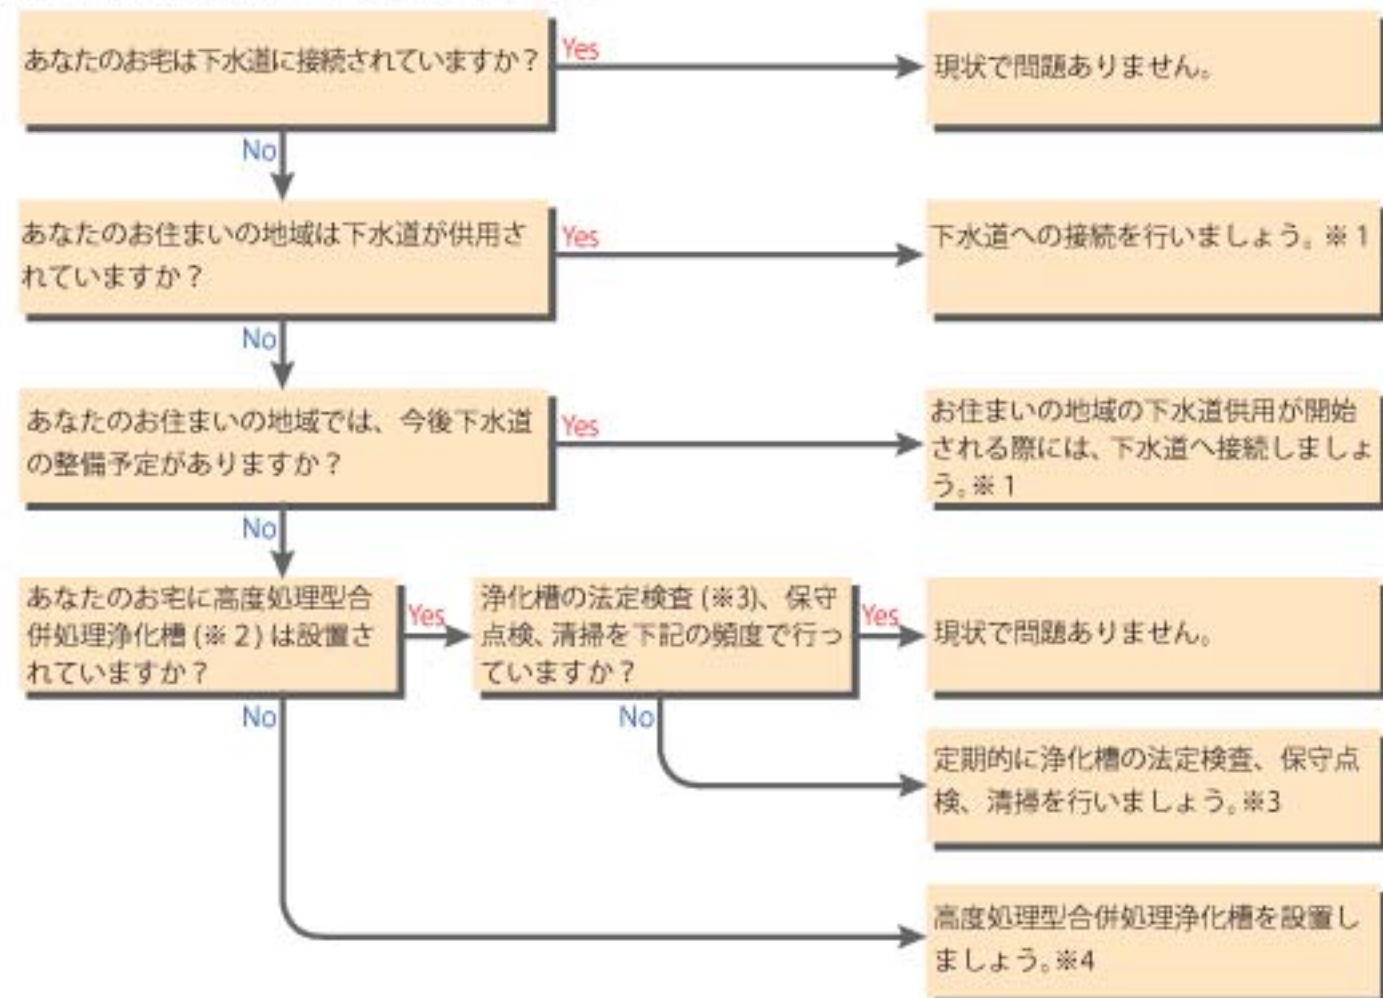 あなたのお宅は下水道に接続されていますか？
Yes
現状で問題ありません。
No
あなたのお住まいの地域は下水道が供用さ
れていますか？
Yes
下水道への接続を行いましょう。※1
No
あなたのお住まいの地域では、今後下水道
の整備予定がありますか？
Yes
お住まいの地域の下水道供用が開始
される際には、下水道へ接続しましょ
う。※1
No
あなたのお宅に高度処理型合
併処理浄化槽(※2)は設置さ
れていますか？
Yes
浄化槽の法定検査(※3)、保守
点検、清掃を下記の頻度で行っ
ていますか？
Yes
現状で問題ありません。
No
定期的に浄化槽の法定検査、保守点
検、清掃を行いましょう。※3
No
高度処理型合併処理浄化槽を設置し
ましょう。※4